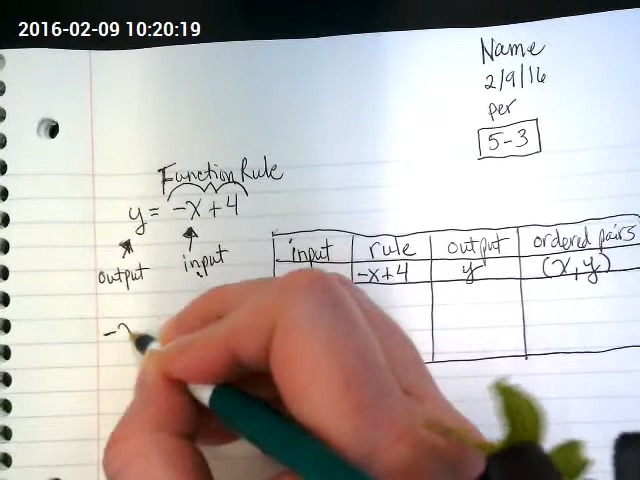 2016-02-09 10:20:19
Name
2/9/16
per
5-3
Function Rule
y = -x + 4
output
input
input rule output ordered pairs
-x+4 y (x, y)